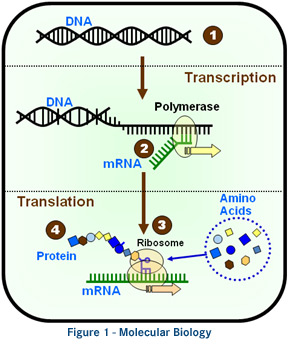 DNA
1
Transcription
DNA
Polymerase
2
mRNA
Translation
3
Amino
Acids
4
Ribosome
Protein
mRNA
Figure 1 - Molecular Biology